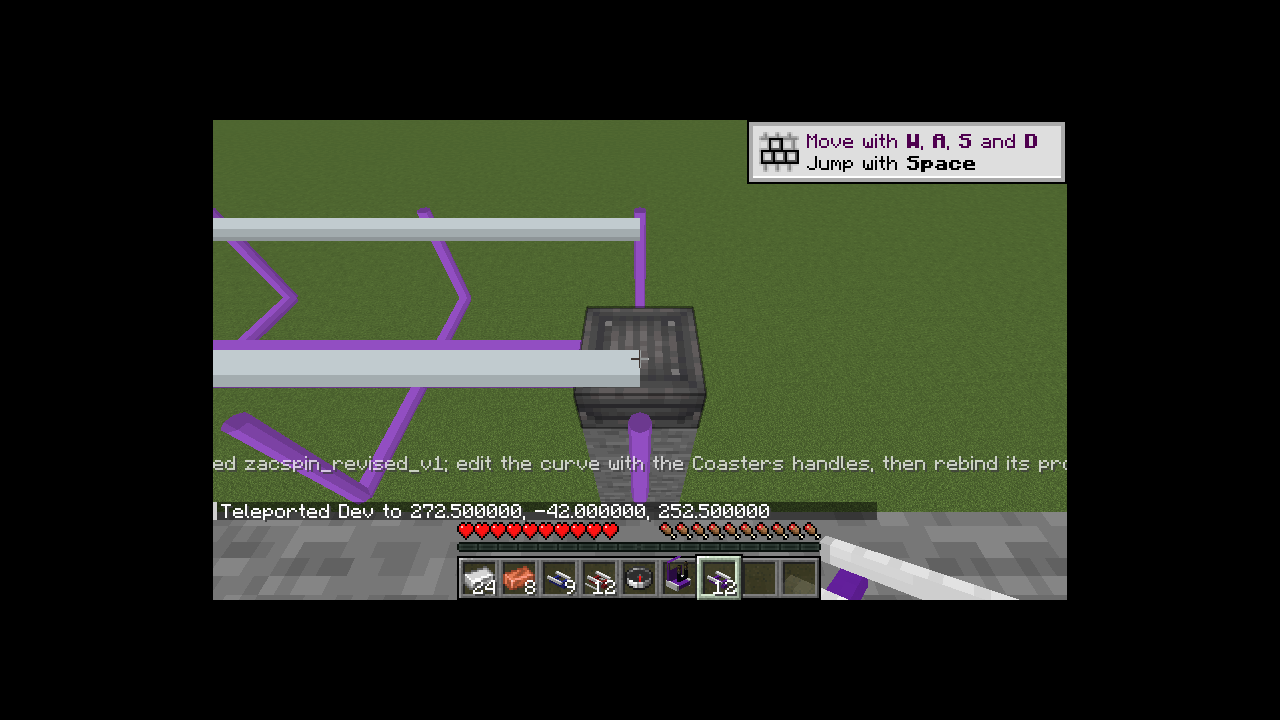 Move with W, A, S and D
Jump with Space
ed zacspin_revised_v1; edit the curve with the Coasters handles, then rebind its pro
Teleported Dev to 272.500000, -42.000000, 252.500000
24 8 9 12 12